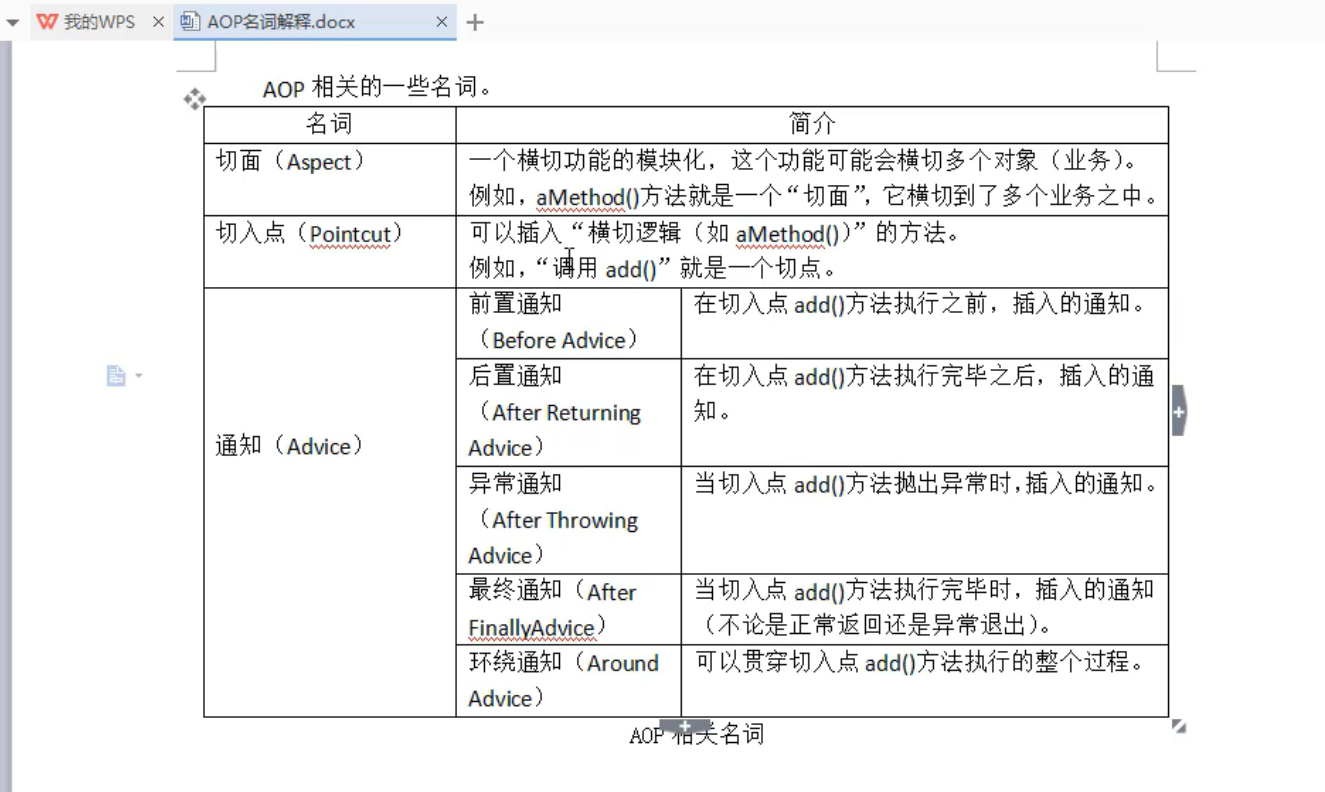 我的WPS
AOP名词解释.docx
AOP 相关的一些名词。
名词
简介
切面（Aspect）
一个横切功能的模块化，这个功能可能会横切多个对象（业务）。
例如，aMethod()方法就是一个“切面”，它横切到了多个业务之中。
切入点（Pointcut）
可以插入“横切逻辑（如 aMethod()）”的方法。
例如，“调用 add()”就是一个切点。
通知（Advice）
前置通知
（Before Advice）
在切入点 add()方法执行之前，插入的通知。
后置通知
（After Returning
Advice）
在切入点 add()方法执行完毕之后，插入的通
知。
异常通知
（After Throwing
Advice）
当切入点 add()方法抛出异常时，插入的通知。
最终通知（After
FinallyAdvice）
当切入点 add()方法执行完毕时，插入的通知
（不论是正常返回还是异常退出）。
环绕通知（Around
Advice）
可以贯穿切入点 add()方法执行的整个过程。
AOP 相关名词